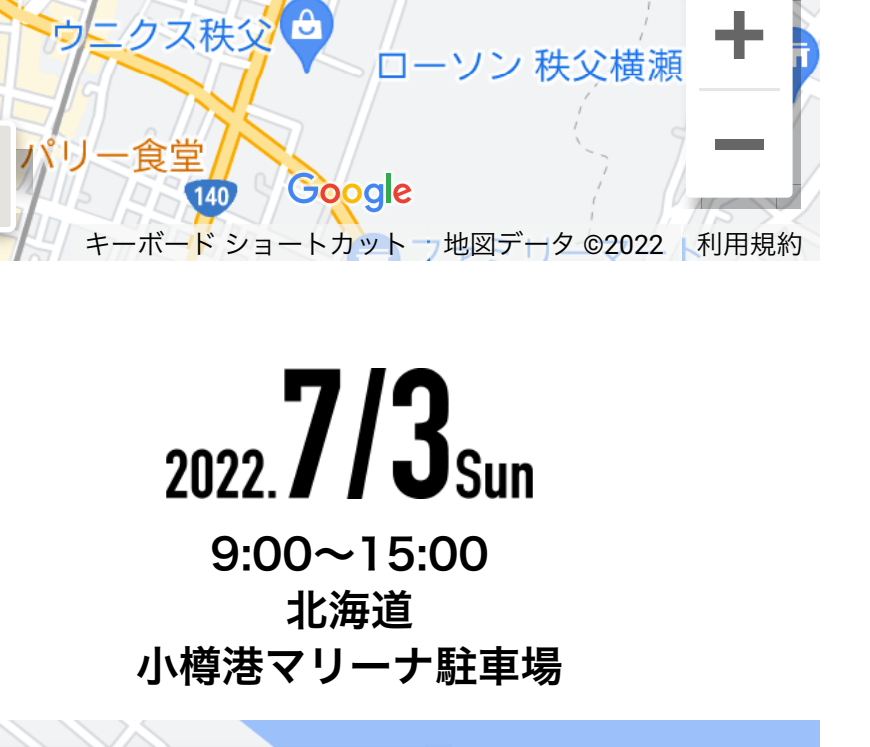 ウニクス秩父
ローソン 秩父横瀬
パリー食堂
140
Google
キーボード ショートカット
地図データ ©2022
利用規約
2022.7/3Sun
9:00〜15:00
北海道
小樽港マリーナ駐車場